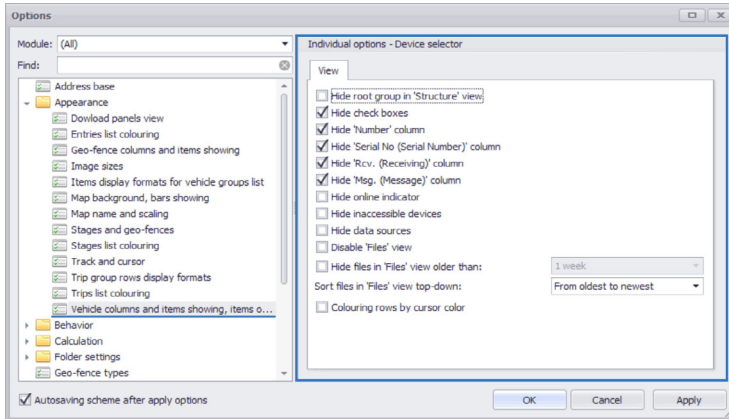 Options
Module: (All)
Find:
Address base
Appearance
Dowload panels view
Entries list colouring
Geo-fence columns and items showing
Image sizes
Items display formats for vehicle groups list
Map background, bars showing
Map name and scaling
Stages and geo-fences
Stages list colouring
Track and cursor
Trip group rows display formats
Trips list colouring
Vehicle columns and items showing, items o...
Behavior
Calculation
Folder settings
Geo-fence types
Individual options - Device selector
View
Hide root group in 'Structure' view
Hide check boxes
Hide 'Number' column
Hide 'Serial No (Serial Number)' column
Hide 'Rcv. (Receiving)' column
Hide 'Msg. (Message)' column
Hide online indicator
Hide inaccessible devices
Hide data sources
Disable 'Files' view
Hide files in 'Files' view older than: 1 week
Sort files in 'Files' view top-down: From oldest to newest
Colouring rows by cursor color
Autosaving scheme after apply options
OK Cancel Apply